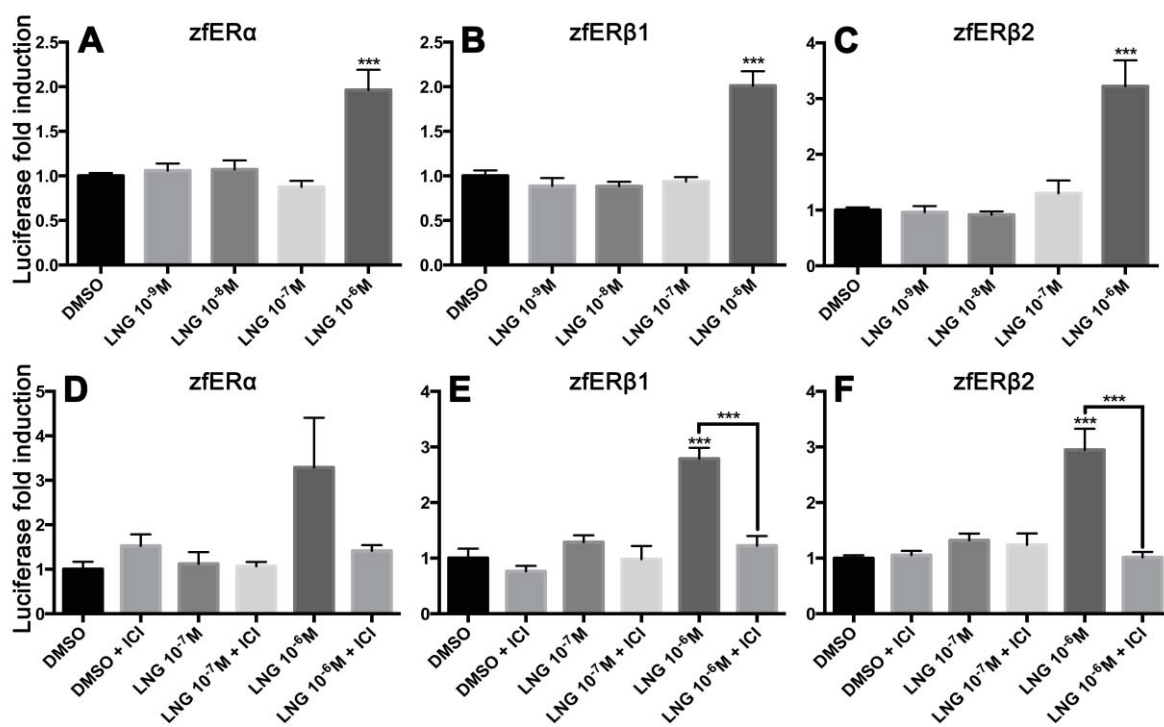 A zfERα
Luciferase fold induction
2.5
2.0
1.5
1.0
0.5
0.0
***
DMSO
LNG 10⁻⁹M
LNG 10⁻⁸M
LNG 10⁻⁷M
LNG 10⁻⁶M
B zfERβ1
2.5
2.0
1.5
1.0
0.5
0.0
***
DMSO
LNG 10⁻⁹M
LNG 10⁻⁸M
LNG 10⁻⁷M
LNG 10⁻⁶M
C zfERβ2
4
3
2
1
0
***
DMSO
LNG 10⁻⁹M
LNG 10⁻⁸M
LNG 10⁻⁷M
LNG 10⁻⁶M
D zfERα
Luciferase fold induction
5
4
3
2
1
0
DMSO
DMSO + ICI
LNG 10⁻⁷M
LNG 10⁻⁷M + ICI
LNG 10⁻⁶M
LNG 10⁻⁶M + ICI
E zfERβ1
4
3
2
1
0
***
***
DMSO
DMSO + ICI
LNG 10⁻⁷M
LNG 10⁻⁷M + ICI
LNG 10⁻⁶M
LNG 10⁻⁶M + ICI
F zfERβ2
4
3
2
1
0
***
***
DMSO
DMSO + ICI
LNG 10⁻⁷M
LNG 10⁻⁷M + ICI
LNG 10⁻⁶M
LNG 10⁻⁶M + ICI